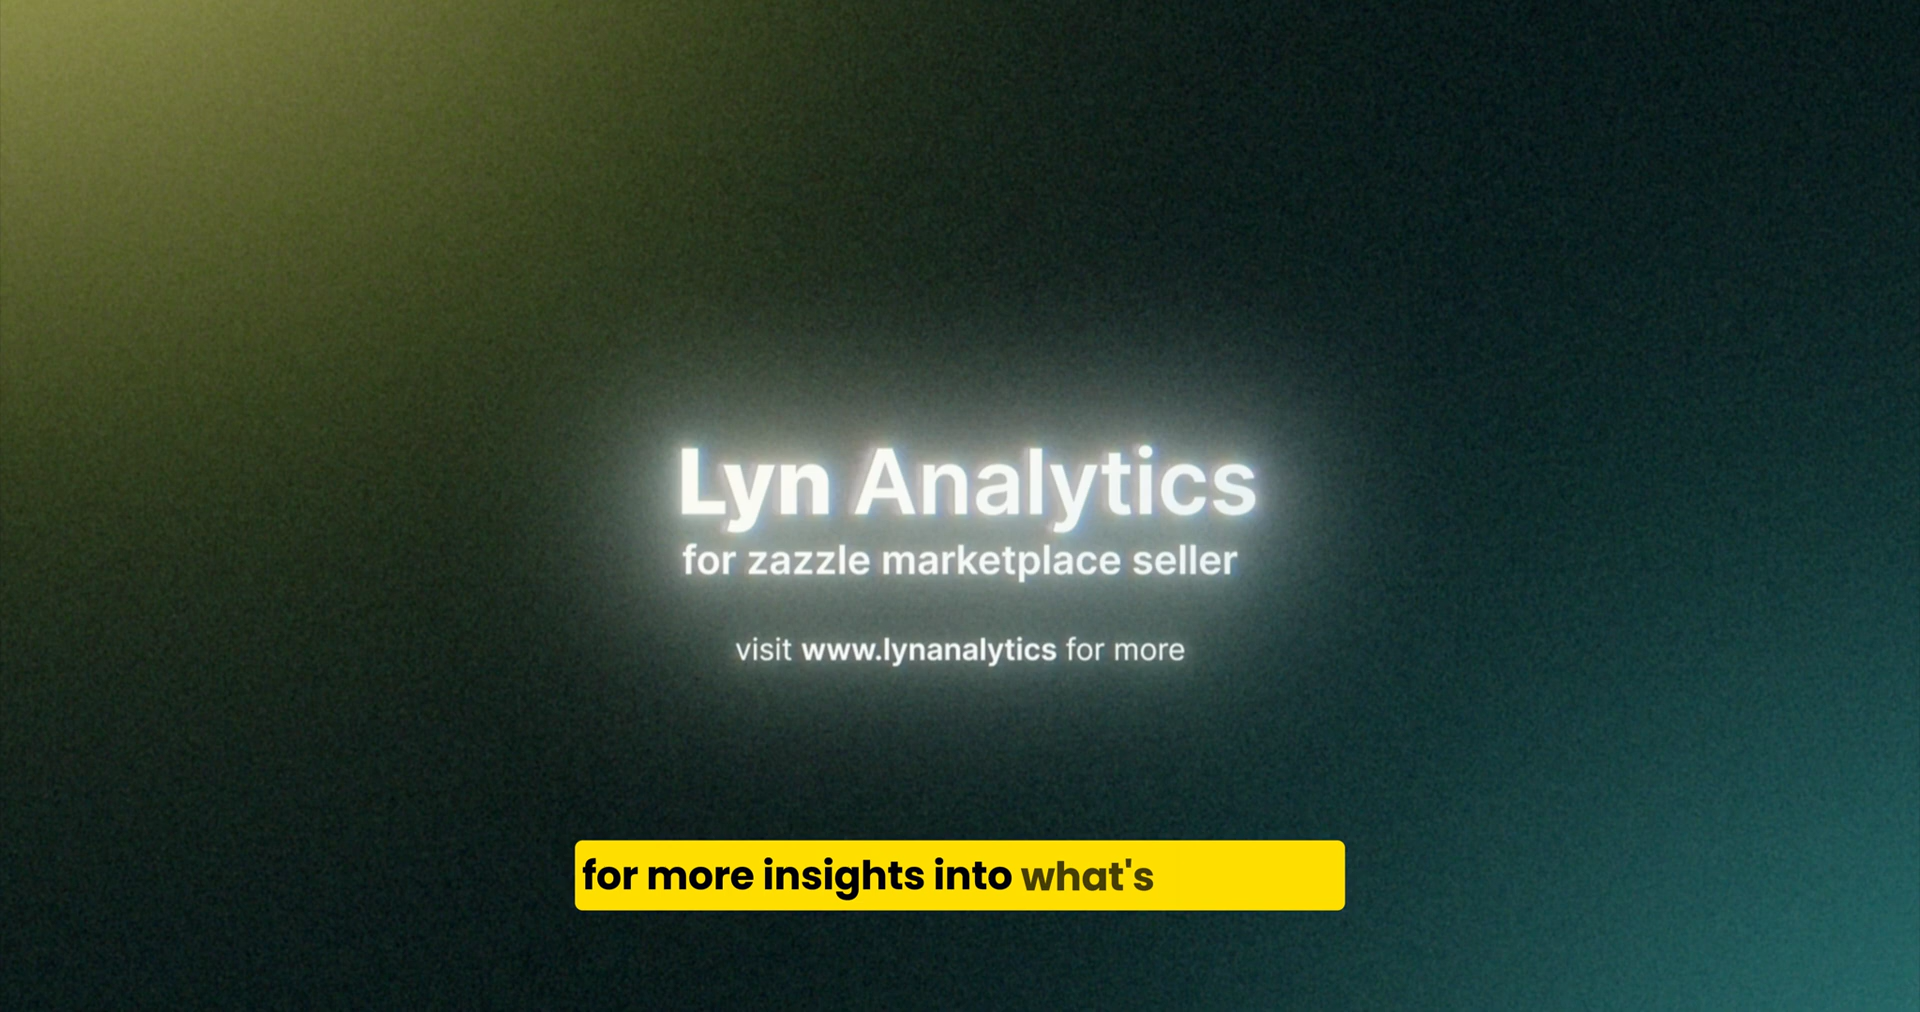 Lyn Analytics
for zazzle marketplace seller
visit www.lynanalytics for more
for more insights into what's